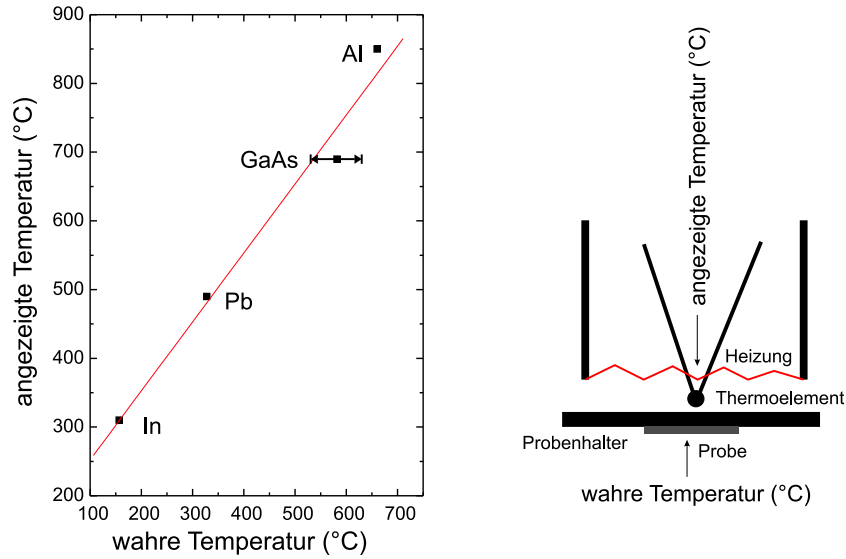 angezeigte Temperatur (°C)
900
800
700
600
500
400
300
200
Al
GaAs
Pb
In
100 200 300 400 500 600 700
wahre Temperatur (°C)
angezeigte Temperatur (°C)
Heizung
Thermoelement
Probenhalter
Probe
wahre Temperatur (°C)